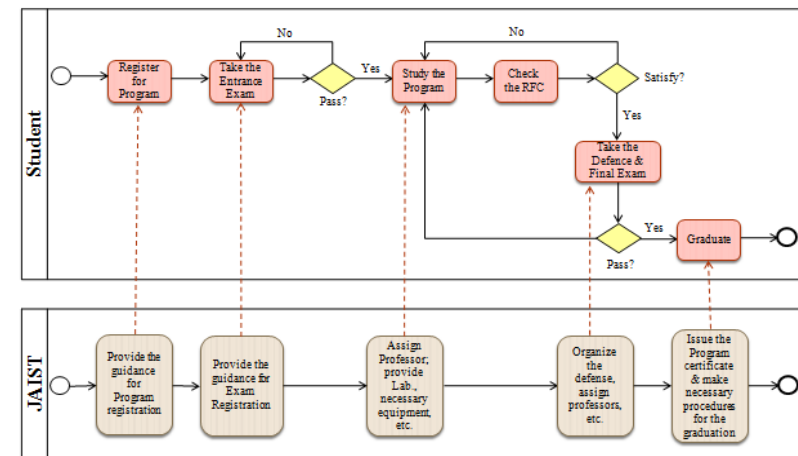 Student
No
No
Register
for
Program
Take the
Entrance
Exam
Yes
Pass?
Study the
Program
Check
the RFC
Satisfy?
Yes
Take the
Defence &
Final Exam
Yes
Pass?
Graduate
JAIST
Provide the
guidance
for
Program
registration
Provide the
guidance for
Exam
Registration
Assign
Professor;
provide
Lab.,
necessary
equipment,
etc.
Organize
the
defense,
assign
professors,
etc.
Issue the
Program
certificate
& make
necessary
procedures
for the
graduation